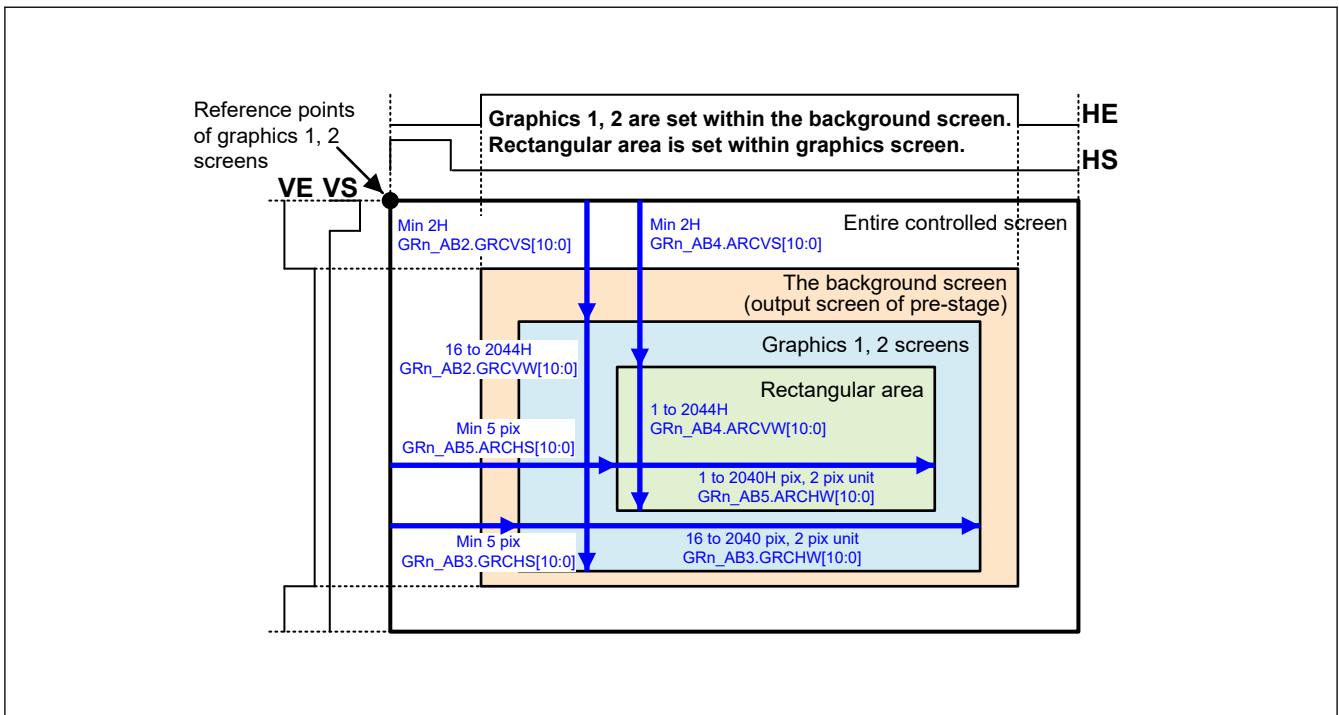 Reference points
of graphics 1, 2
screens
Graphics 1, 2 are set within the background screen.
Rectangular area is set within graphics screen.
HE
HS
VE VS
Min 2H
GRn_AB2.GRCVS[10:0]
Min 2H
GRn_AB4.ARCVS[10:0]
Entire controlled screen
The background screen
(output screen of pre-stage)
16 to 2044H
GRn_AB2.GRCVW[10:0]
Graphics 1, 2 screens
Rectangular area
1 to 2044H
GRn_AB4.ARCVW[10:0]
Min 5 pix
GRn_AB5.ARCHS[10:0]
1 to 2040H pix, 2 pix unit
GRn_AB5.ARCHW[10:0]
Min 5 pix
GRn_AB3.GRCHS[10:0]
16 to 2040 pix, 2 pix unit
GRn_AB3.GRCHW[10:0]